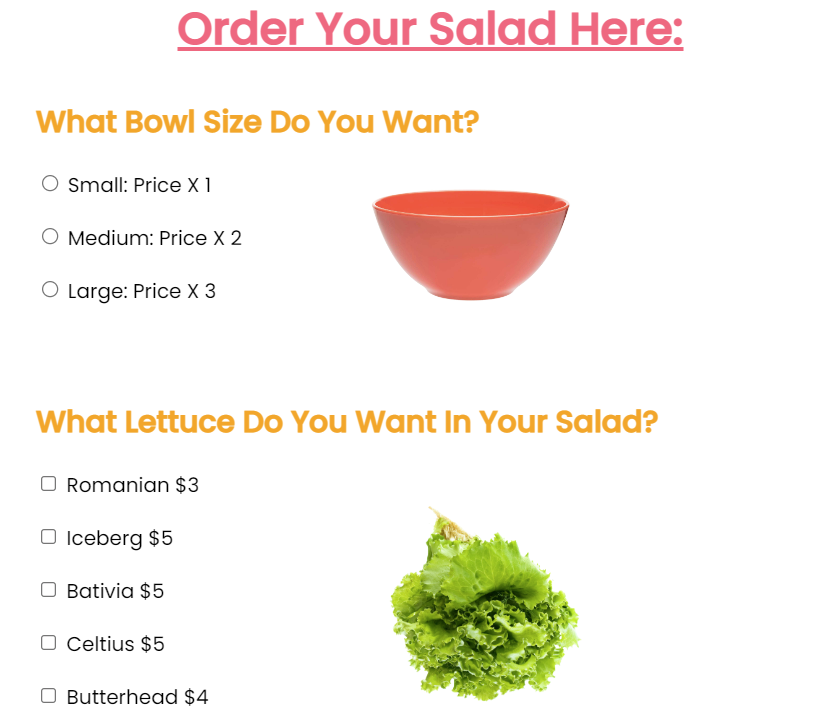 Order Your Salad Here:
What Bowl Size Do You Want?
Small: Price X 1
Medium: Price X 2
Large: Price X 3
What Lettuce Do You Want In Your Salad?
Romanian $3
Iceberg $5
Bativia $5
Celtius $5
Butterhead $4